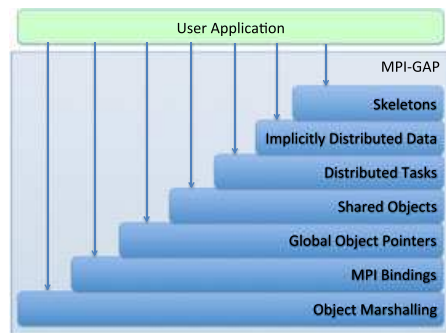 User Application
MPI-GAP
Skeletons
Implicitly Distributed Data
Distributed Tasks
Shared Objects
Global Object Pointers
MPI Bindings
Object Marshalling